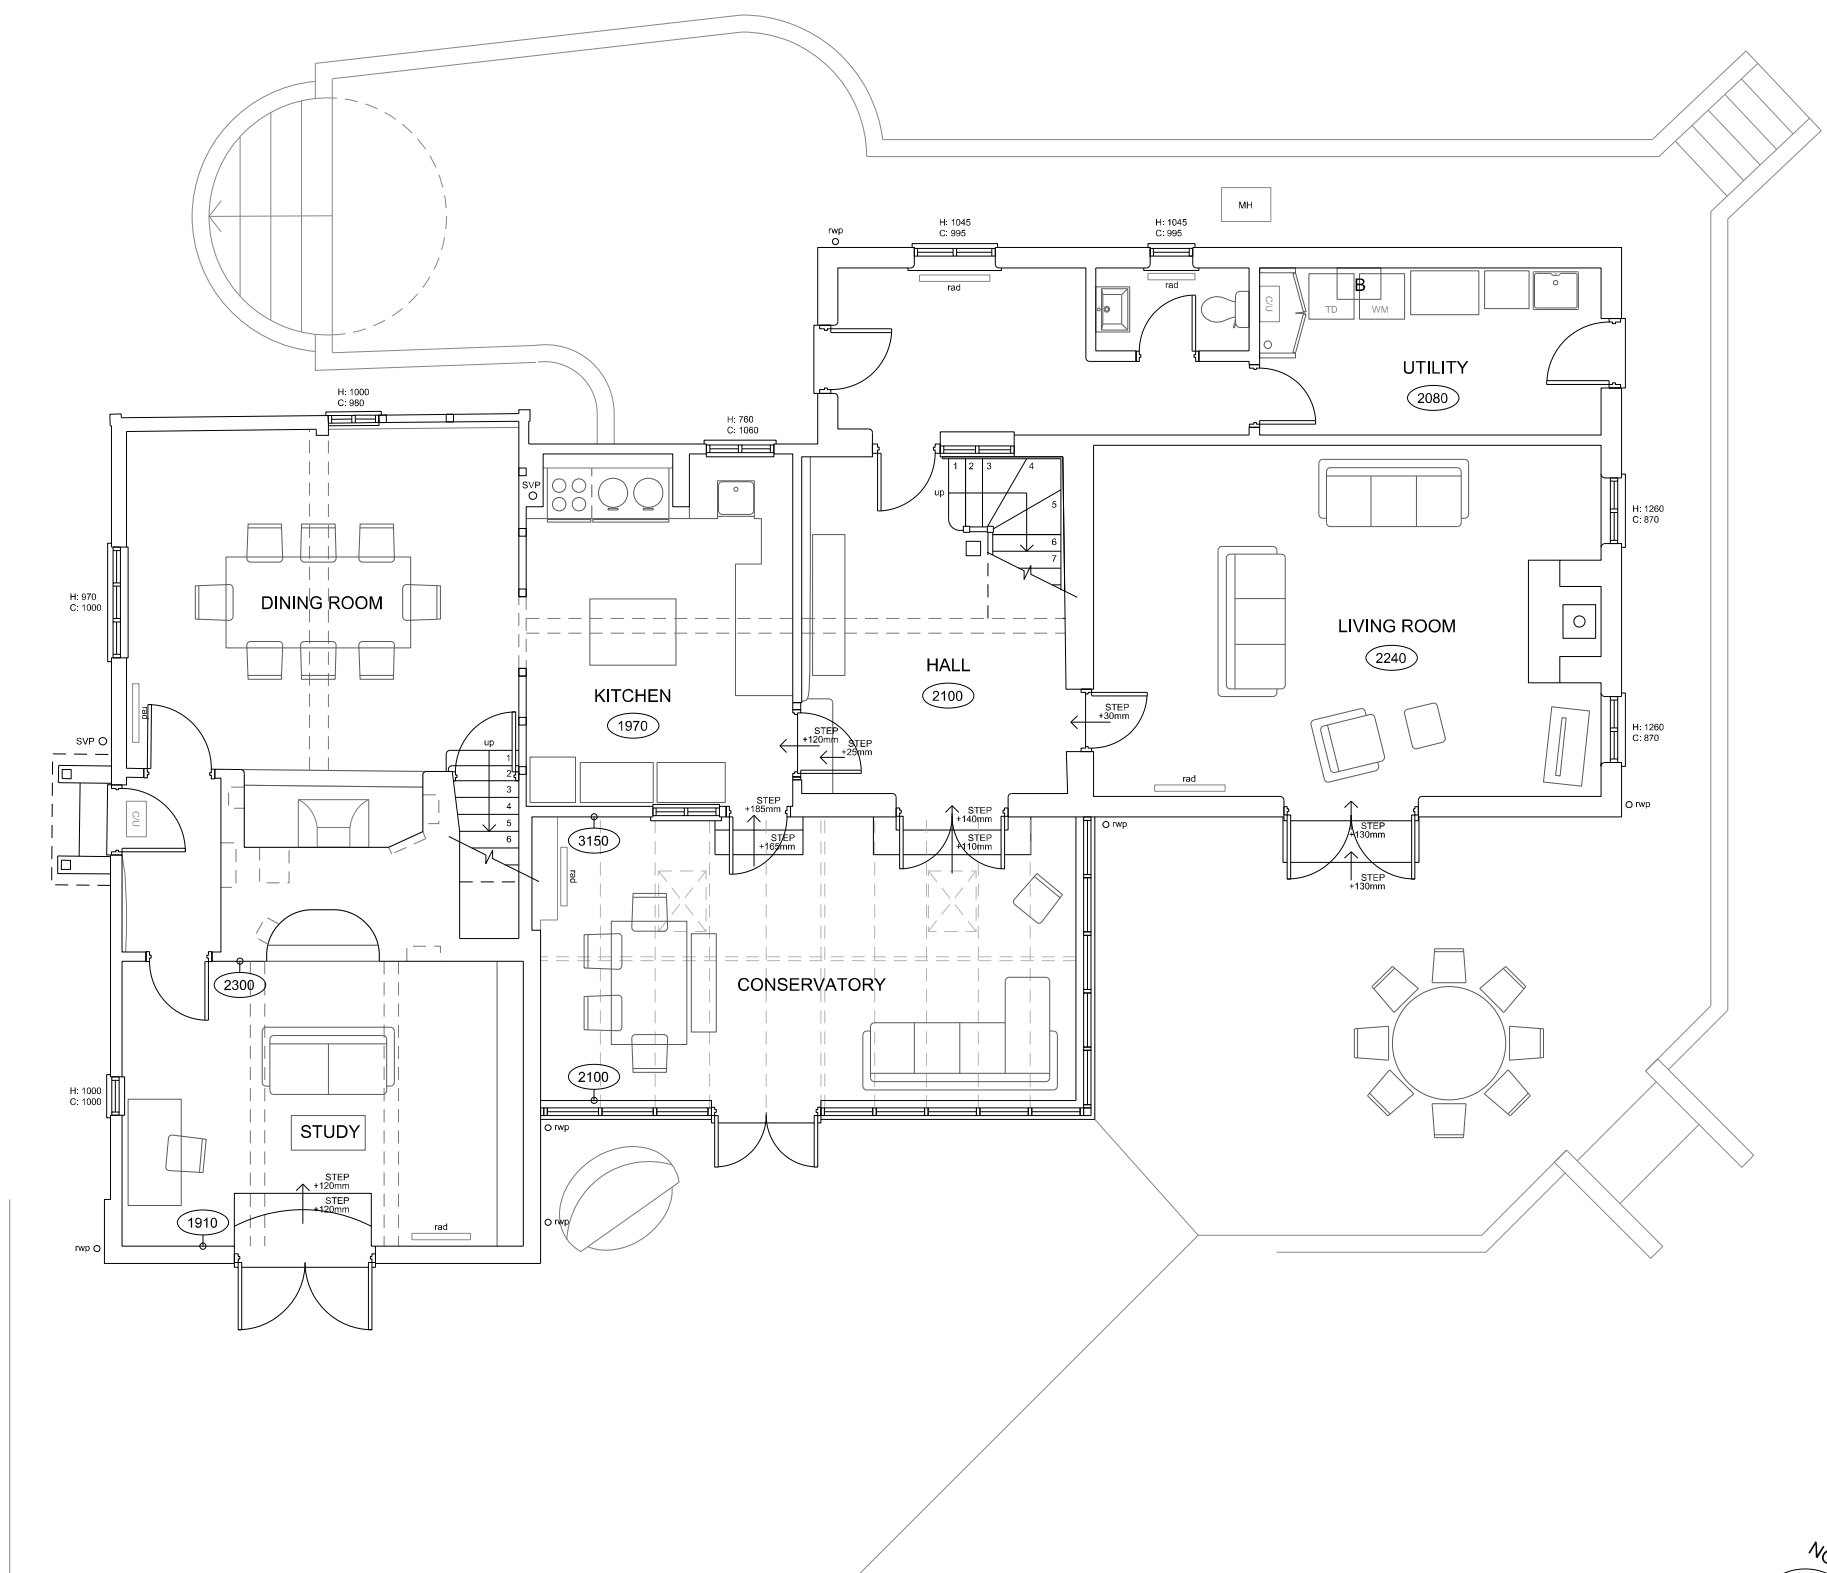 MH
H: 1045
C: 995
H: 1045
C: 995
rwp
rad
rad
C/U
TD
B
WM
UTILITY
2080
H: 1000
C: 980
H: 760
C: 1060
SVP
1
2
3
4
up
5
6
7
H: 1260
C: 870
H: 970
C: 1000
DINING ROOM
LIVING ROOM
2240
HALL
2100
KITCHEN
1970
rad
SVP
up
1
2
3
4
5
6
STEP
+120mm
STEP
+25mm
STEP
+30mm
H: 1260
C: 870
rad
rwp
C/U
STEP
+185mm
STEP
+165mm
STEP
+140mm
STEP
+110mm
rwp
STEP
+130mm
STEP
+130mm
3150
rad
2300
CONSERVATORY
2100
H: 1000
C: 1000
STUDY
rwp
STEP
+120mm
STEP
+120mm
1910
rad
rwp
rwp